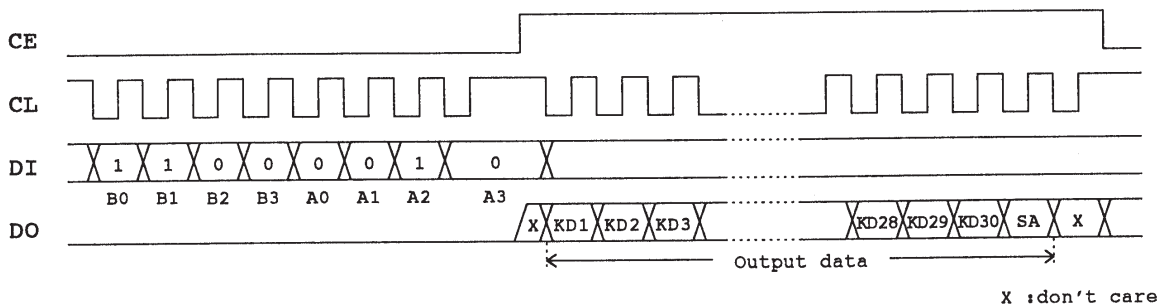 CE
CL
DI 1 1 0 0 0 0 1 0
B0 B1 B2 B3 A0 A1 A2 A3
DO X KD1 KD2 KD3 KD28 KD29 KD30 SA X
Output data
X :don't care